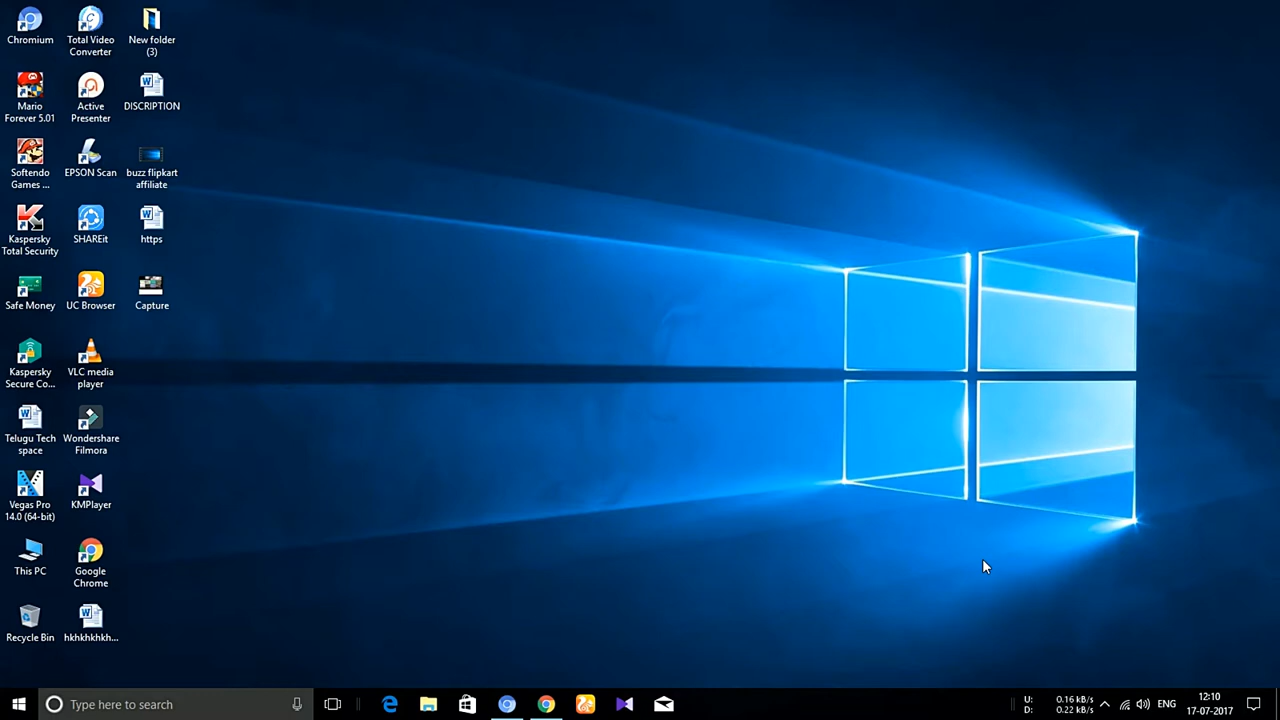 Chromium
Total Video
Converter
New folder
(3)
Mario
Forever 5.01
Active
Presenter
DISCRIPTION
Softendo
Games ...
EPSON Scan
buzz flipkart
affiliate
Kaspersky
Total Security
SHAREit
https
Safe Money
UC Browser
Capture
Kaspersky
Secure Co...
VLC media
player
Telugu Tech
space
Wondershare
Filmora
Vegas Pro
14.0 (64-bit)
KMPlayer
This PC
Google
Chrome
Recycle Bin
hkhkhkhkh...
Type here to search
U: 0.16 kB/s
D: 0.22 kB/s
ENG
12:10
17-07-2017